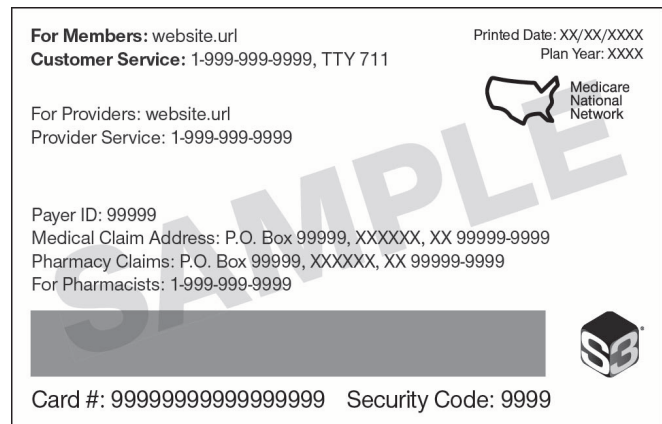 For Members: website.url
Customer Service: 1-999-999-9999, TTY 711
Printed Date: XX/XX/XXXX
Plan Year: XXXX
Medicare
National
Network
For Providers: website.url
Provider Service: 1-999-999-9999
SAMPLE
Payer ID: 99999
Medical Claim Address: P.O. Box 99999, XXXXXX, XX 99999-9999
Pharmacy Claims: P.O. Box 99999, XXXXXX, XX 99999-9999
For Pharmacists: 1-999-999-9999
S3
Card #: 99999999999999999 Security Code: 9999